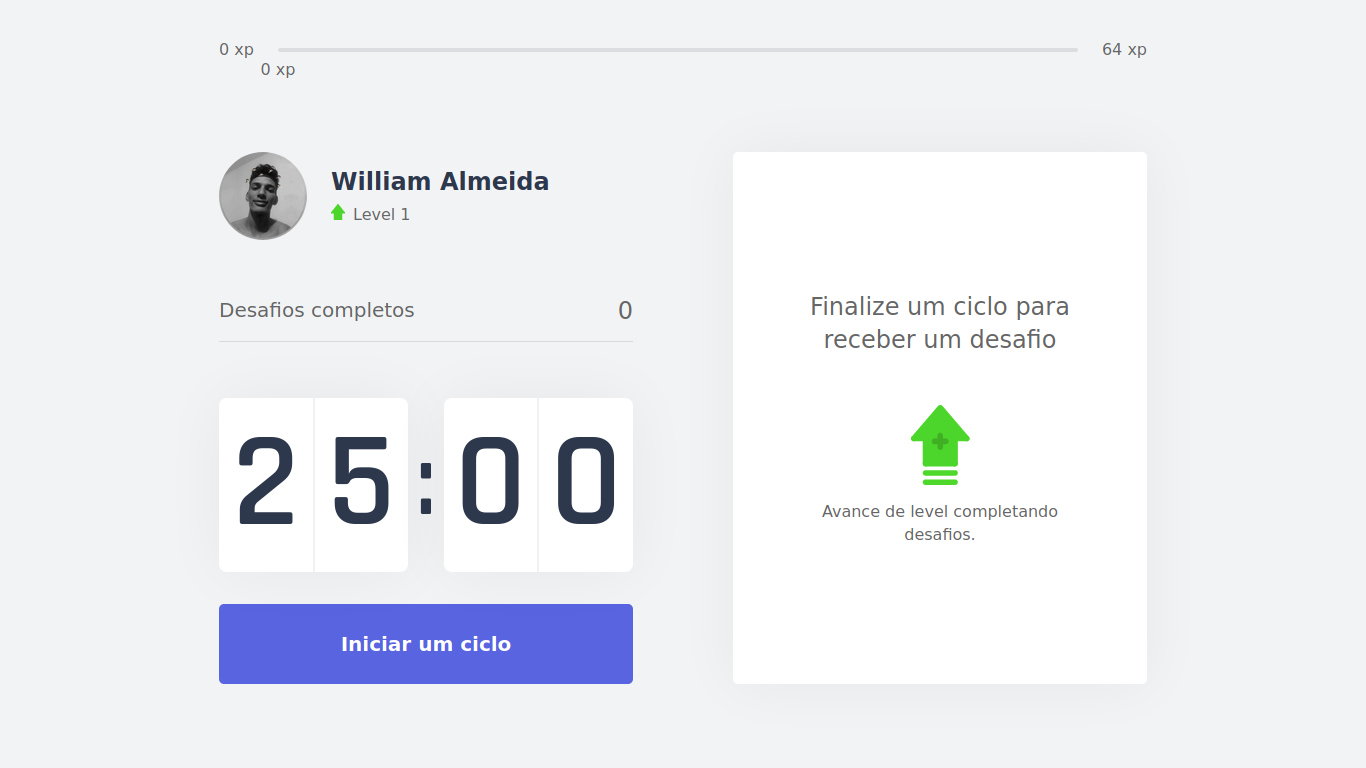 0 xp
64 xp
0 xp
William Almeida
Level 1
Desafios completos
0
25:00
Iniciar um ciclo
Finalize um ciclo para
receber um desafio
Avance de level completando
desafios.